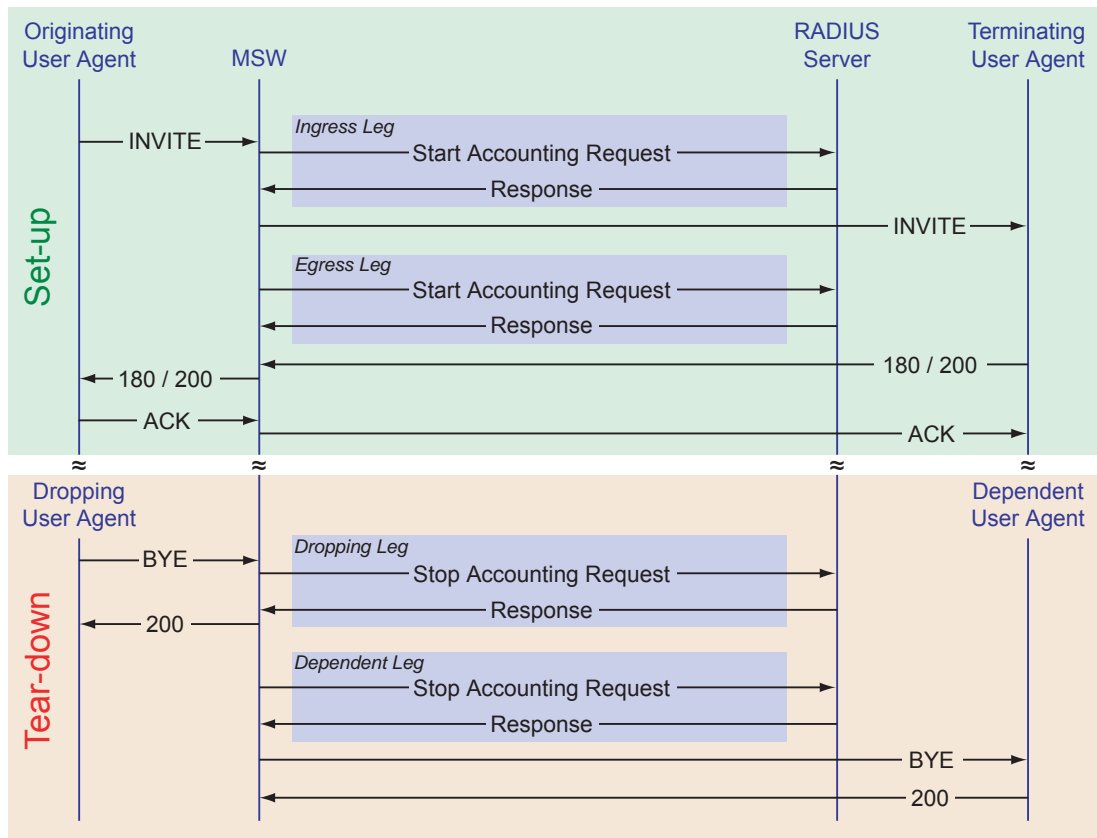 Originating
User Agent
MSW
RADIUS
Server
Terminating
User Agent
Set-up
INVITE
Ingress Leg
Start Accounting Request
Response
INVITE
Egress Leg
Start Accounting Request
Response
180 / 200
180 / 200
ACK
ACK
≈ ≈ ≈ ≈
Tear-down
Dropping
User Agent
Dependent
User Agent
BYE
Dropping Leg
Stop Accounting Request
Response
200
Dependent Leg
Stop Accounting Request
Response
BYE
200